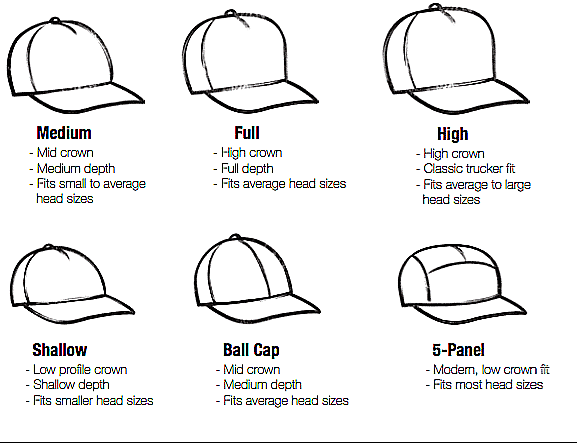 Medium
- Mid crown
- Medium depth
- Fits small to average
head sizes
Full
- High crown
- Full depth
- Fits average head sizes
High
- High crown
- Classic trucker fit
- Fits average to large
head sizes
Shallow
- Low profile crown
- Shallow depth
- Fits smaller head sizes
Ball Cap
- Mid crown
- Medium depth
- Fits average head sizes
5-Panel
- Modern, low crown fit
- Fits most head sizes